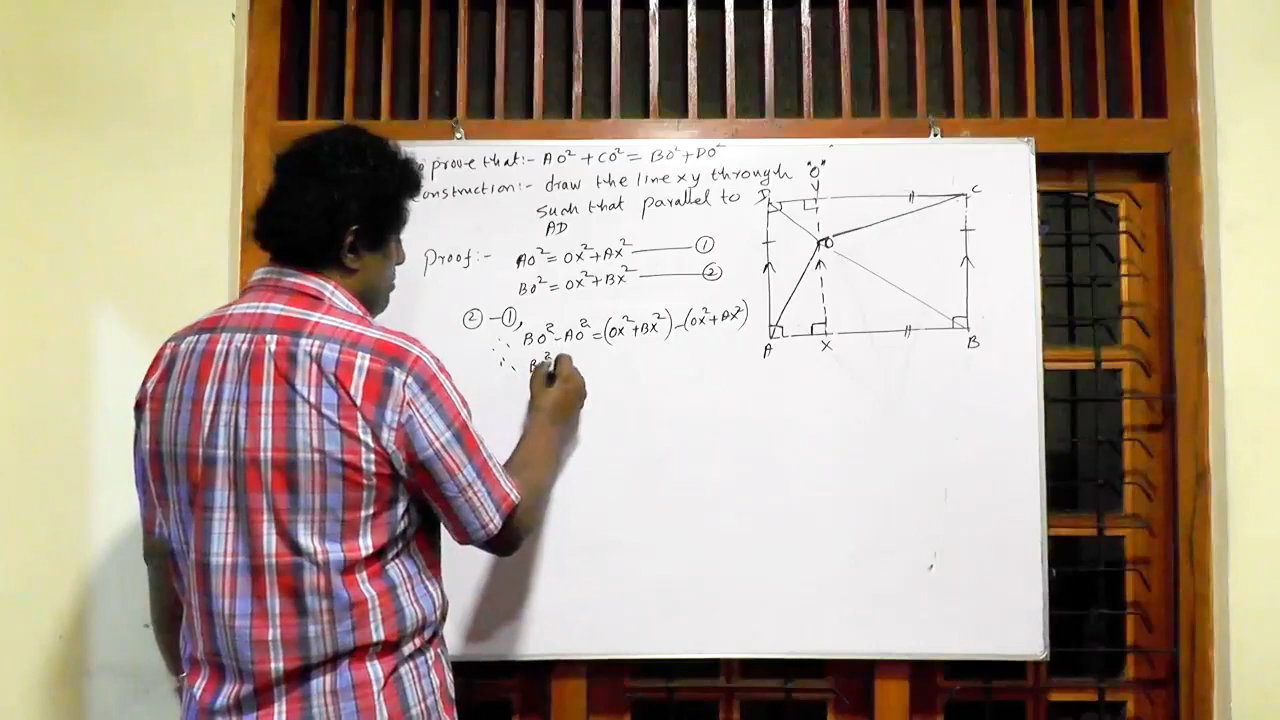 o prove that:- AO² + CO² = BO² + DO²
onstruction:- draw the line xy through "O"
such that parallel to
AD
Proof:- AO² = OX² + AX² ——— ①
BO² = OX² + BX² ——— ②
② - ①,
∴ BO² - AO² = (OX² + BX²) - (OX² + AX²)
∴
D
Y
C
O
A
X
B